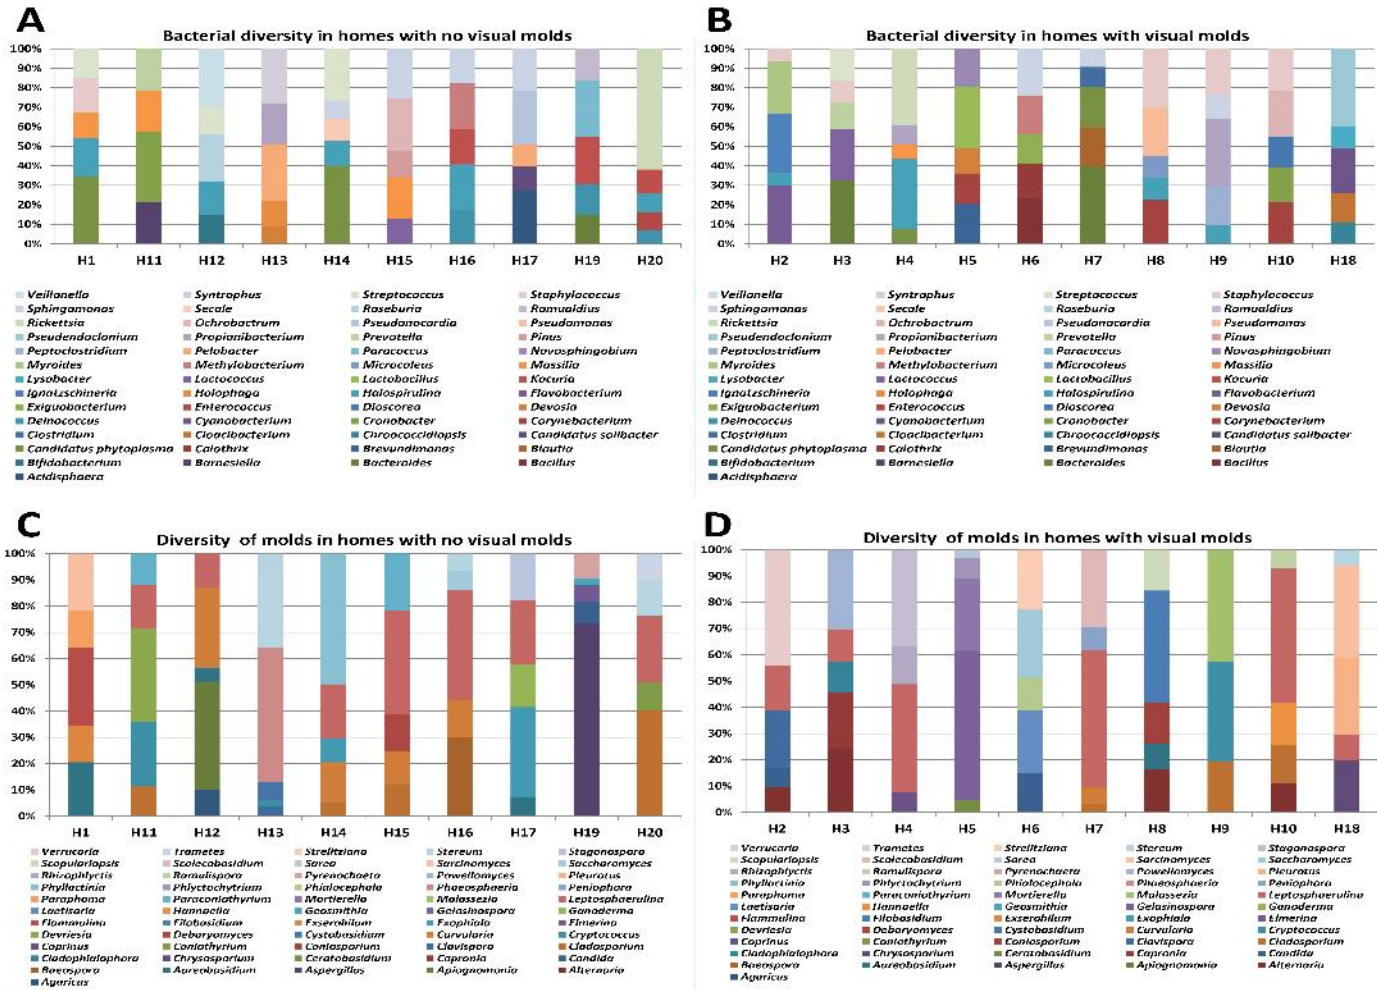 A
Bacterial diversity in homes with no visual molds
100%
90%
80%
70%
60%
50%
40%
30%
20%
10%
0%
H1 H11 H12 H13 H14 H15 H16 H17 H19 H20
Veillanella Syntrophus Streptococcus Staphylococcus
Sphingomonas Secale Roseburia Romualdius
Rickettsia Ochrobactrum Pseudonocardia Pseudomonas
Pseudendoclonium Propionibacterium Prevotella Pinus
Peptoclostridium Pelobacter Paracoccus Novosphingobium
Myroides Methylobacterium Microcoleus Massilia
Lysobacter Lactococcus Lactobacillus Kocuria
Ignatzschineria Holophaga Halospirulina Flavobacterium
Exiguobacterium Enterococcus Dioscorea Devosia
Deinococcus Cyanobacterium Cronobacter Corynebacterium
Clostridium Cloacibacterium Chroococcidiopsis Candidatus solibacter
Candidatus phytoplasma Calothrix Brevundimonas Blautia
Bifidobacterium Barnesiella Bacteroides Bacillus
Acidisphaera
B
Bacterial diversity in homes with visual molds
100%
90%
80%
70%
60%
50%
40%
30%
20%
10%
0%
H2 H3 H4 H5 H6 H7 H8 H9 H10 H18
Veillanella Syntrophus Streptococcus Staphylococcus
Sphingomonas Secale Roseburia Romualdius
Rickettsia Ochrobactrum Pseudonocardia Pseudomonas
Pseudendoclonium Propionibacterium Prevotella Pinus
Peptoclostridium Pelobacter Paracoccus Novosphingobium
Myroides Methylobacterium Microcoleus Massilia
Lysobacter Lactococcus Lactobacillus Kocuria
Ignatzschineria Holophaga Halospirulina Flavobacterium
Exiguobacterium Enterococcus Dioscorea Devosia
Deinococcus Cyanobacterium Cronobacter Corynebacterium
Clostridium Cloacibacterium Chroococcidiopsis Candidatus solibacter
Candidatus phytoplasma Calothrix Brevundimonas Blautia
Bifidobacterium Barnesiella Bacteroides Bacillus
Acidisphaera
C
Diversity of molds in homes with no visual molds
100%
90%
80%
70%
60%
50%
40%
30%
20%
10%
0%
H1 H11 H12 H13 H14 H15 H16 H17 H19 H20
Verrucaria Trametes Strelitziana Stereum Stagonospora
Scopulariopsis Scolecobasidium Sarea Sarcinomyces Saccharomyces
Rhizophlyctis Ramulispora Pyrenochaeta Powellomyces Pleurotus
Phyllactinia Phlyctochytrium Phialocephala Phaeosphaeria Peniophora
Paraphoma Paraconiothyrium Mortierella Malassezia Leptosphaerulina
Laetisaria Hannaella Geosmithia Gelasinospora Ganoderma
Flammulina Filobasidium Exserohilum Exophiala Eimerina
Devriesia Debaryomyces Cystobasidium Curvularia Cryptococcus
Coprinus Coniothyrium Coniosporium Clavispora Cladosporium
Cladophialophora Chrysosporium Ceratobasidium Capronia Candida
Baeospora Aureobasidium Aspergillus Apiognomonia Alternaria
Agaricus
D
Diversity of molds in homes with visual molds
100%
90%
80%
70%
60%
50%
40%
30%
20%
10%
0%
H2 H3 H4 H5 H6 H7 H8 H9 H10 H18
Verrucaria Trametes Strelitziana Stereum Stagonospora
Scopulariopsis Scolecobasidium Sarea Sarcinomyces Saccharomyces
Rhizophlyctis Ramulispora Pyrenochaeta Powellomyces Pleurotus
Phyllactinia Phlyctochytrium Phialocephala Phaeosphaeria Peniophora
Paraphoma Paraconiothyrium Mortierella Malassezia Leptosphaerulina
Laetisaria Hannaella Geosmithia Gelasinospora Ganoderma
Flammulina Filobasidium Exserohilum Exophiala Eimerina
Devriesia Debaryomyces Cystobasidium Curvularia Cryptococcus
Coprinus Coniothyrium Coniosporium Clavispora Cladosporium
Cladophialophora Chrysosporium Ceratobasidium Capronia Candida
Baeospora Aureobasidium Aspergillus Apiognomonia Alternaria
Agaricus